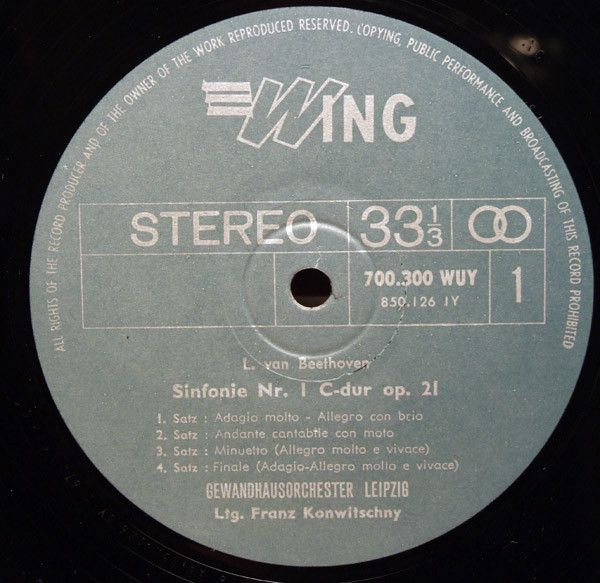 ALL RIGHTS OF THE RECORD PRODUCER AND OF THE OWNER OF THE WORK REPRODUCED RESERVED. COPYING, PUBLIC PERFORMANCE AND BROADCASTING OF THIS RECORD PROHIBITED
WING
STEREO 33 1/3
700.300 WUY 1
850.126 IY
L. van Beethoven
Sinfonie Nr. I C-dur op. 21
1. Satz : Adagio molto - Allegro con brio
2. Satz : Andante cantabile con moto
3. Satz : Minuetto (Allegro molto e vivace)
4. Satz : Finale (Adagio-Allegro molto e vivace)
GEWANDHAUSORCHESTER LEIPZIG
Ltg. Franz Konwitschny